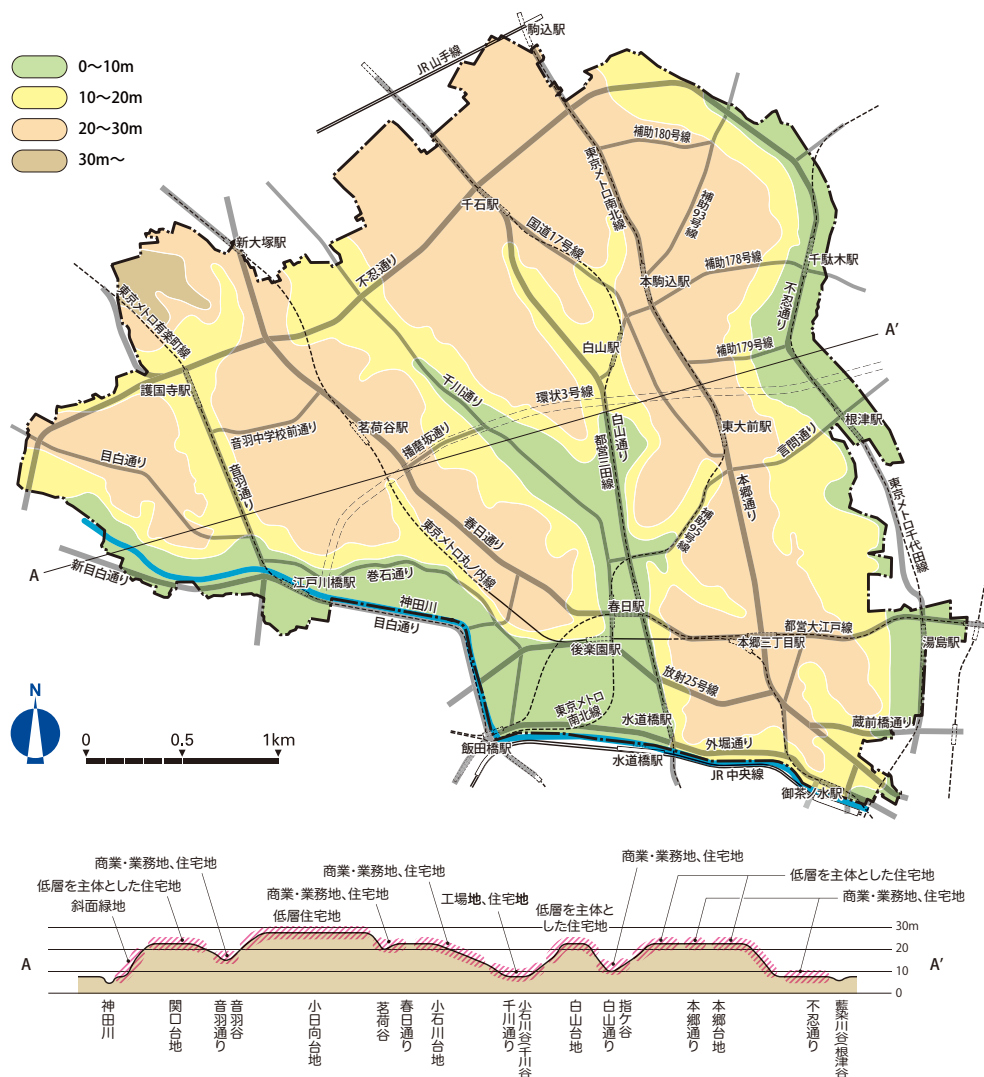 0～10m
10～20m
20～30m
30m～
駒込駅
JR山手線
補助180号線
東京メトロ南北線
補助93号線
千石駅
国道17号線
新大塚駅
不忍通り
本駒込駅
補助178号線
千駄木駅
不忍通り
東京メトロ有楽町線
A'
白山駅
補助179号線
護国寺駅
千川通り
環状3号線
根津駅
茗荷谷駅
播磨坂通り
白山通り
都営三田線
東大前駅
言問通り
音羽中学校前通り
目白通り
音羽通り
本郷通り
東京メトロ千代田線
春日通り
東京メトロ丸ノ内線
補助95号線
A
新目白通り
江戸川橋駅
巻石通り
神田川
目白通り
春日駅
都営大江戸線
後楽園駅
本郷三丁目駅
湯島駅
放射25号線
東京メトロ
南北線
水道橋駅
蔵前橋通り
飯田橋駅
水道橋駅
外堀通り
JR中央線
御茶ノ水駅
N
0
0.5
1km
商業・業務地、住宅地
低層を主体とした住宅地
斜面緑地
商業・業務地、住宅地
商業・業務地、住宅地
低層住宅地
工場地、住宅地
低層を主体と
した住宅地
商業・業務地、住宅地
低層を主体とした住宅地
商業・業務地、住宅地
30m
20
10
0
A
A'
神田川
関口台地
音羽通り
音羽谷
小日向台地
茗荷谷
春日通り
小石川台地
千川通り
小石川谷(千川谷)
白山台地
白山通り
指ケ谷
本郷通り
本郷台地
不忍通り
藍染川谷(根津谷)